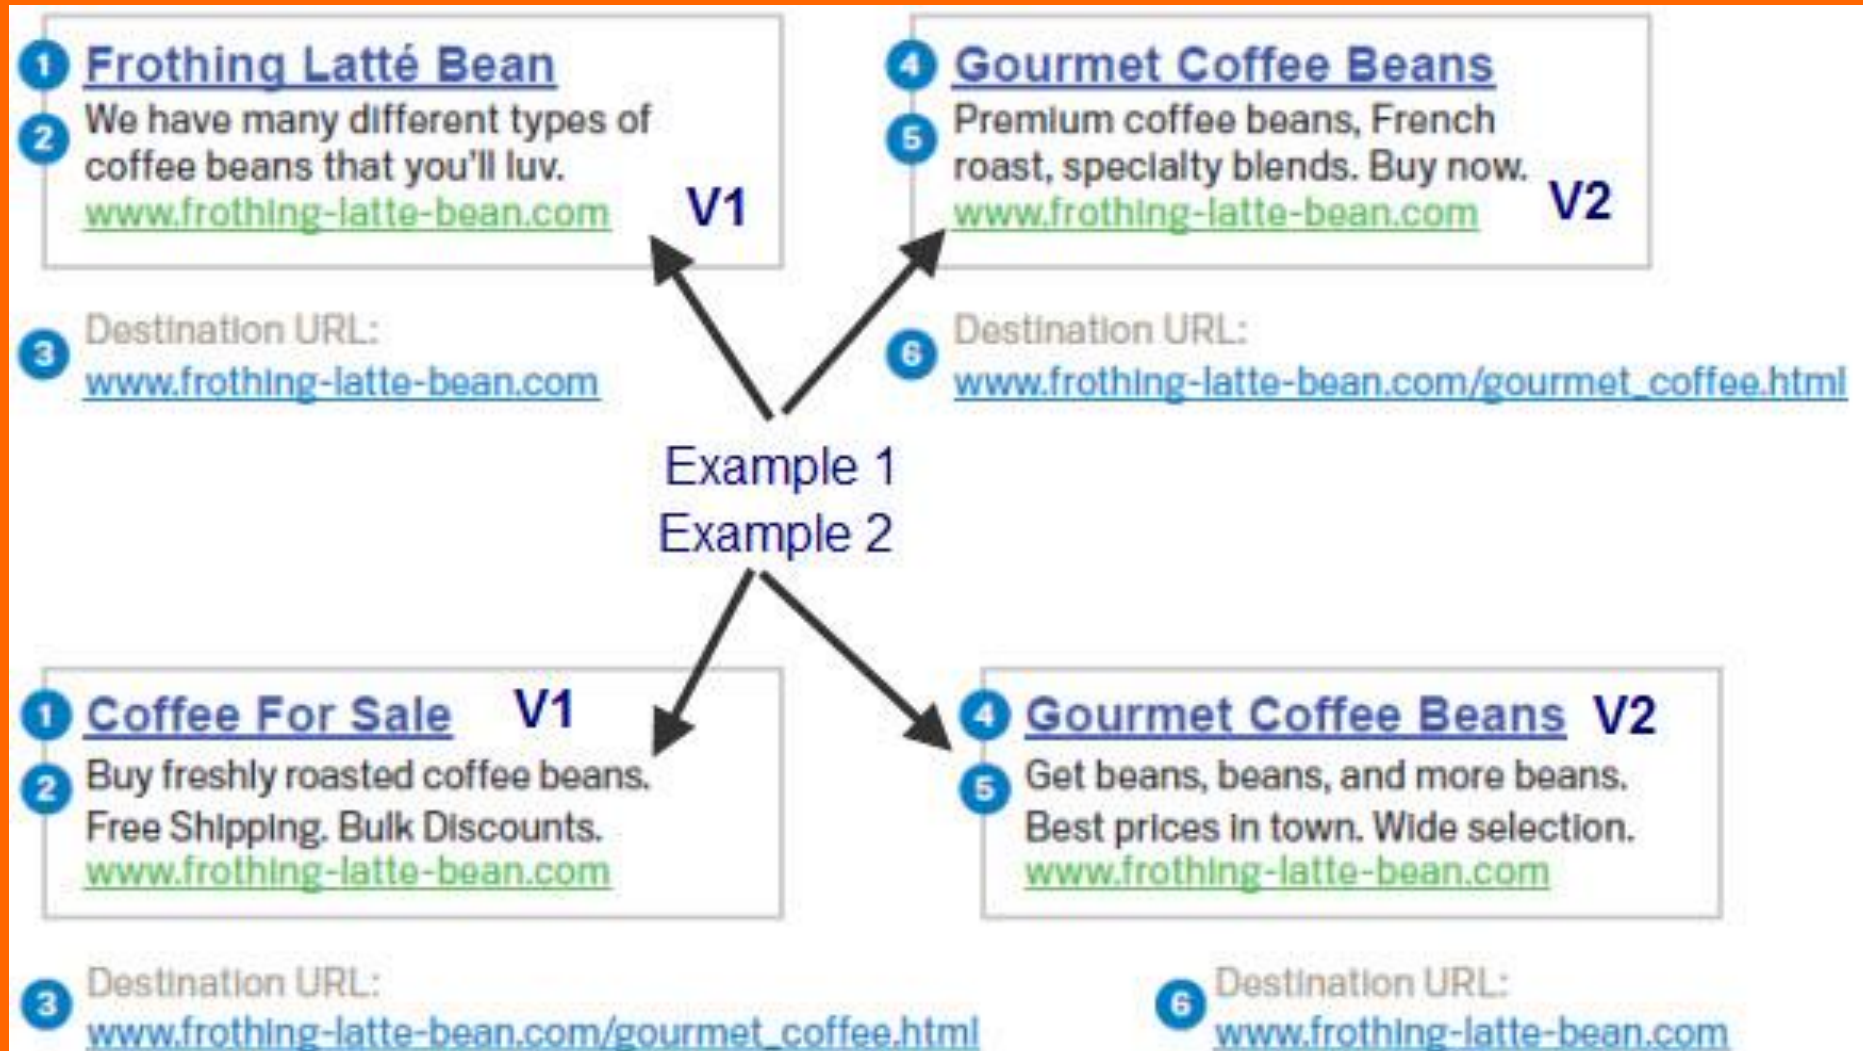 1 Frothing Latté Bean
2 We have many different types of
coffee beans that you'll luv.
www.frothing-latte-bean.com
V1
3 Destination URL:
www.frothing-latte-bean.com
4 Gourmet Coffee Beans
5 Premium coffee beans, French
roast, specialty blends. Buy now.
www.frothing-latte-bean.com
V2
6 Destination URL:
www.frothing-latte-bean.com/gourmet_coffee.html
Example 1
Example 2
1 Coffee For Sale V1
2 Buy freshly roasted coffee beans.
Free Shipping. Bulk Discounts.
www.frothing-latte-bean.com
3 Destination URL:
www.frothing-latte-bean.com/gourmet_coffee.html
4 Gourmet Coffee Beans V2
5 Get beans, beans, and more beans.
Best prices in town. Wide selection.
www.frothing-latte-bean.com
6 Destination URL:
www.frothing-latte-bean.com